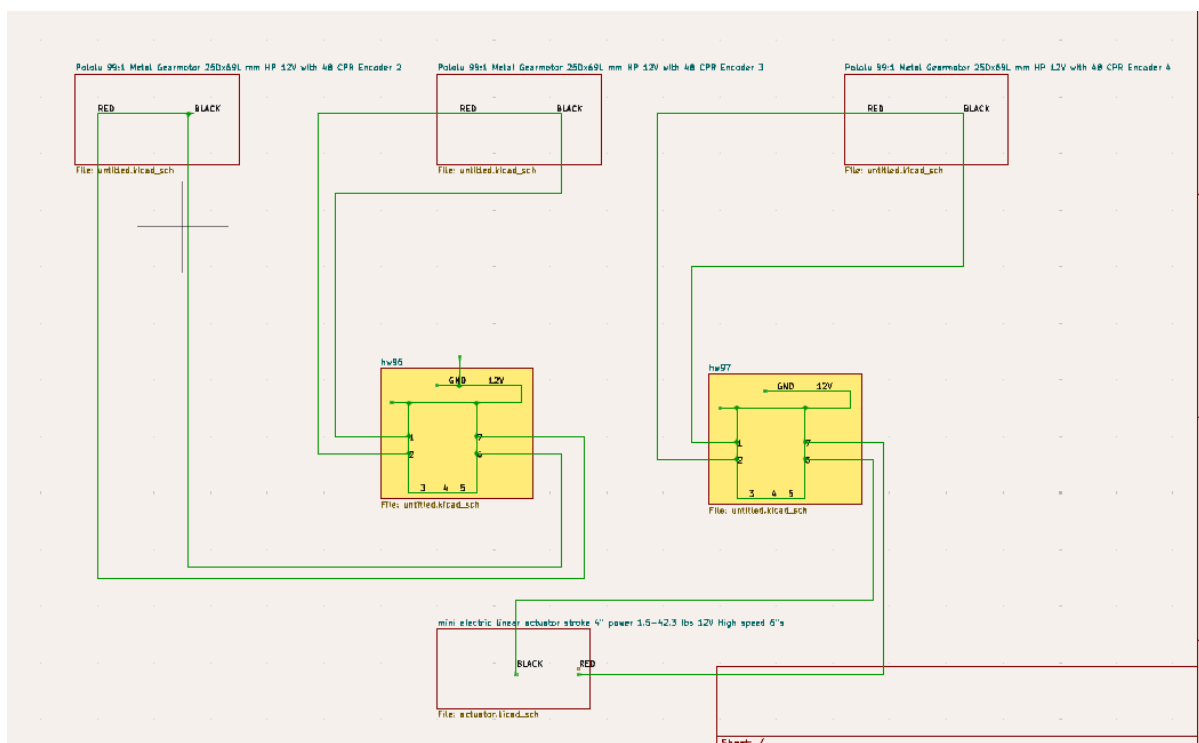 Pololu 99:1 Metal Gearmotor 25Dx69L mm HP 12V with 48 CPR Encoder 2
RED BLACK
File: untitled.kicad_sch
Pololu 99:1 Metal Gearmotor 25Dx69L mm HP 12V with 48 CPR Encoder 3
RED BLACK
File: untitled.kicad_sch
Pololu 99:1 Metal Gearmotor 25Dx69L mm HP 12V with 48 CPR Encoder 4
RED BLACK
File: untitled.kicad_sch
hw96
GND 12V
1 7
2 6
3 4 5
File: untitled.kicad_sch
hw97
GND 12V
1 7
2 6
3 4 5
File: untitled.kicad_sch
mini electric linear actuator stroke 4" power 1.5-42.3 lbs 12V High speed 6"s
BLACK RED
File: actuator.kicad_sch